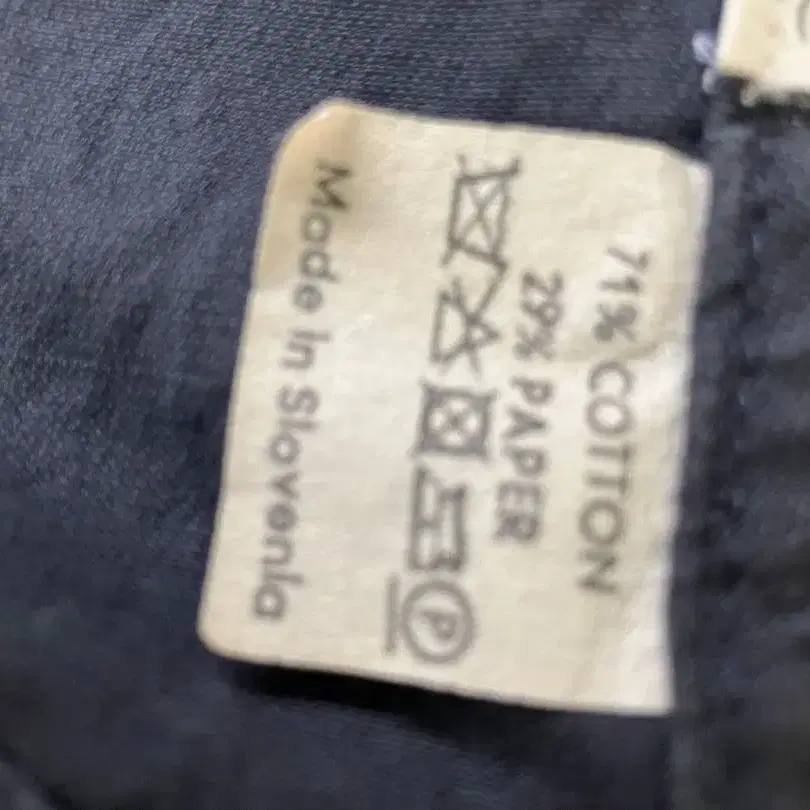 71% COTTON
29% PAPER
P
Made in Slovenia